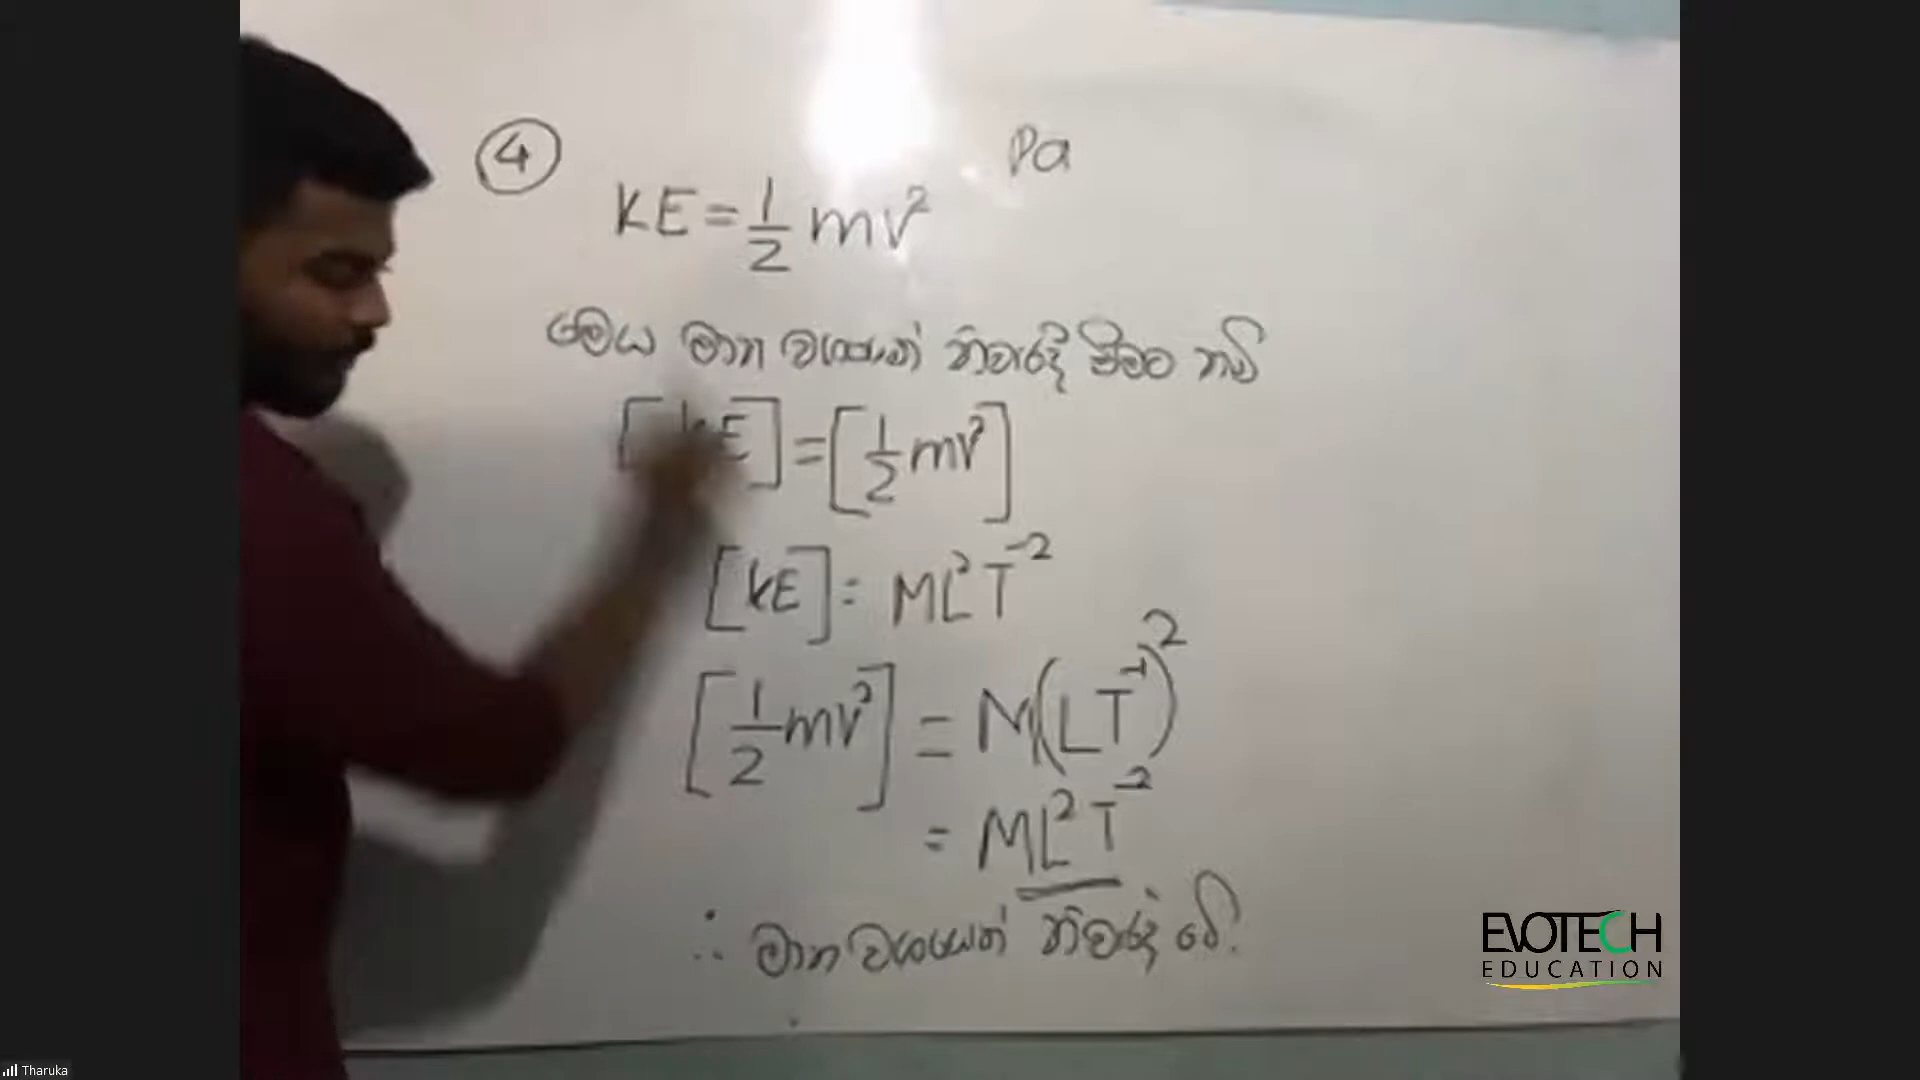 4
Pa
KE = 1/2 mv²
මෙය මාන වශයෙන් නිවැරදි වීමට නම්
[KE] = [1/2 mv²]
[KE] = ML²T⁻²
[1/2 mv²] = M(LT⁻¹)²
= ML²T⁻²
∴ මාන වශයෙන් නිවැරදි වේ.
EVOTECH
EDUCATION
Tharuka